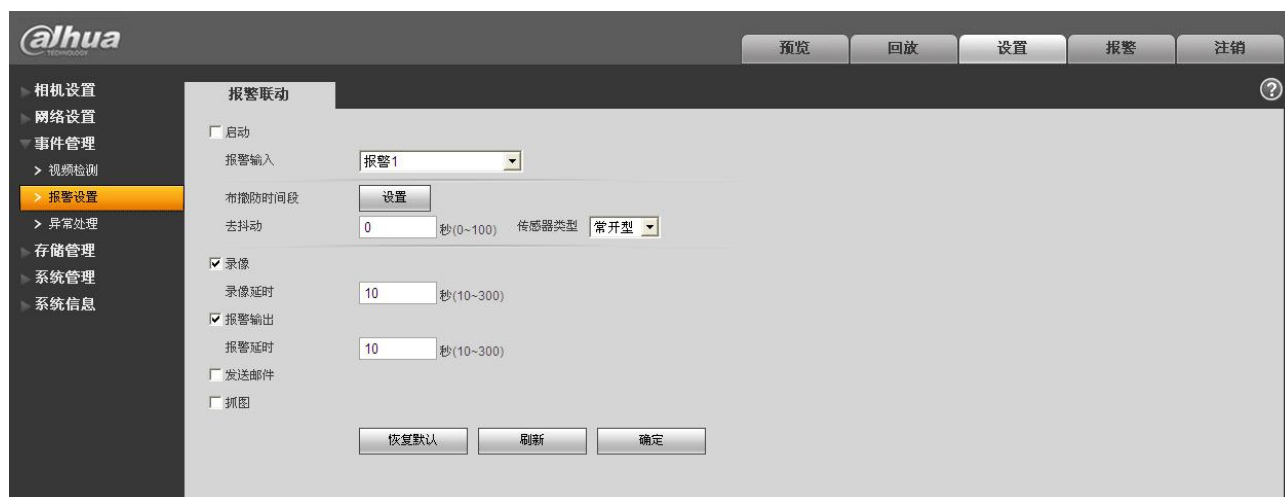 alhua
TECHNOLOGY
预览 回放 设置 报警 注销
相机设置
网络设置
事件管理
> 视频检测
> 报警设置
> 异常处理
存储管理
系统管理
系统信息
报警联动
?
启动
报警输入 报警1
布撤防时间段 设置
去抖动 0 秒(0~100) 传感器类型 常开型
录像
录像延时 10 秒(10~300)
报警输出
报警延时 10 秒(10~300)
发送邮件
抓图
恢复默认 刷新 确定